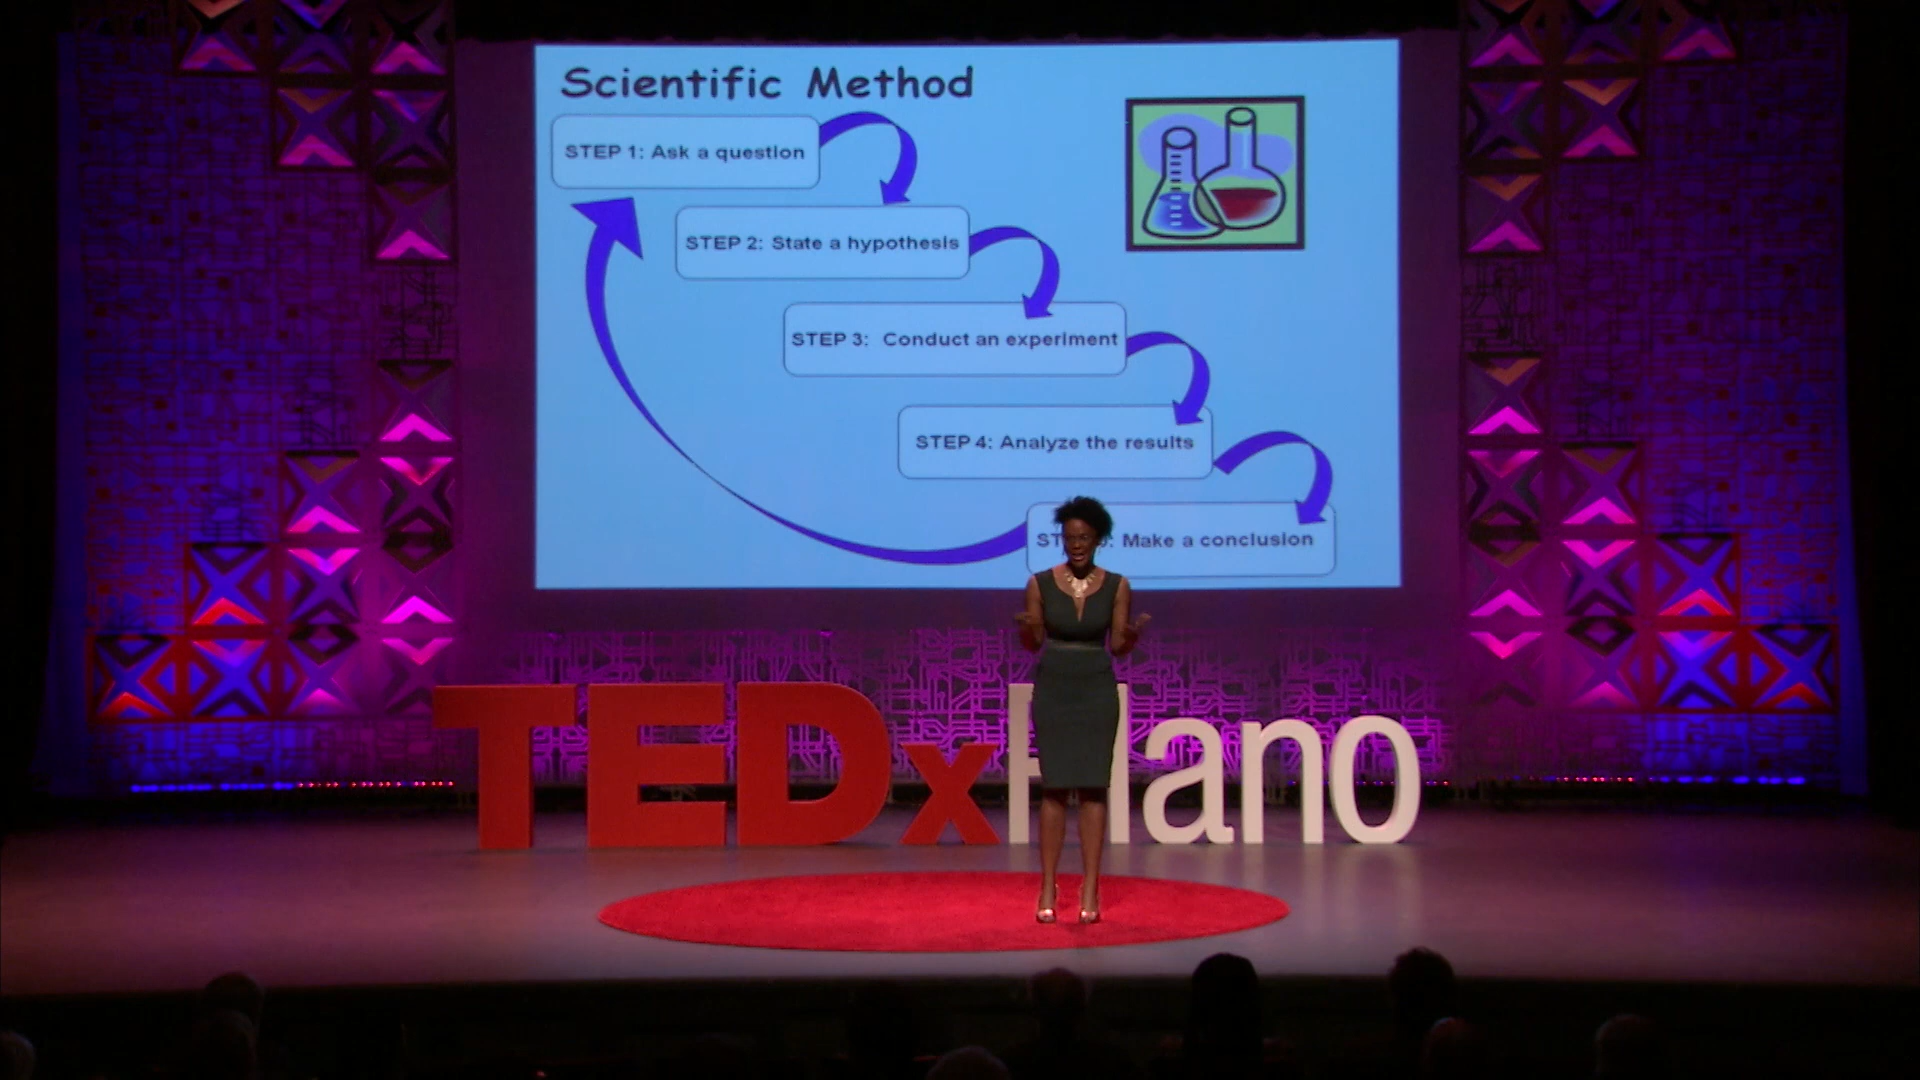 Scientific Method
STEP 1: Ask a question
STEP 2: State a hypothesis
STEP 3: Conduct an experiment
STEP 4: Analyze the results
Make a conclusion
TEDx